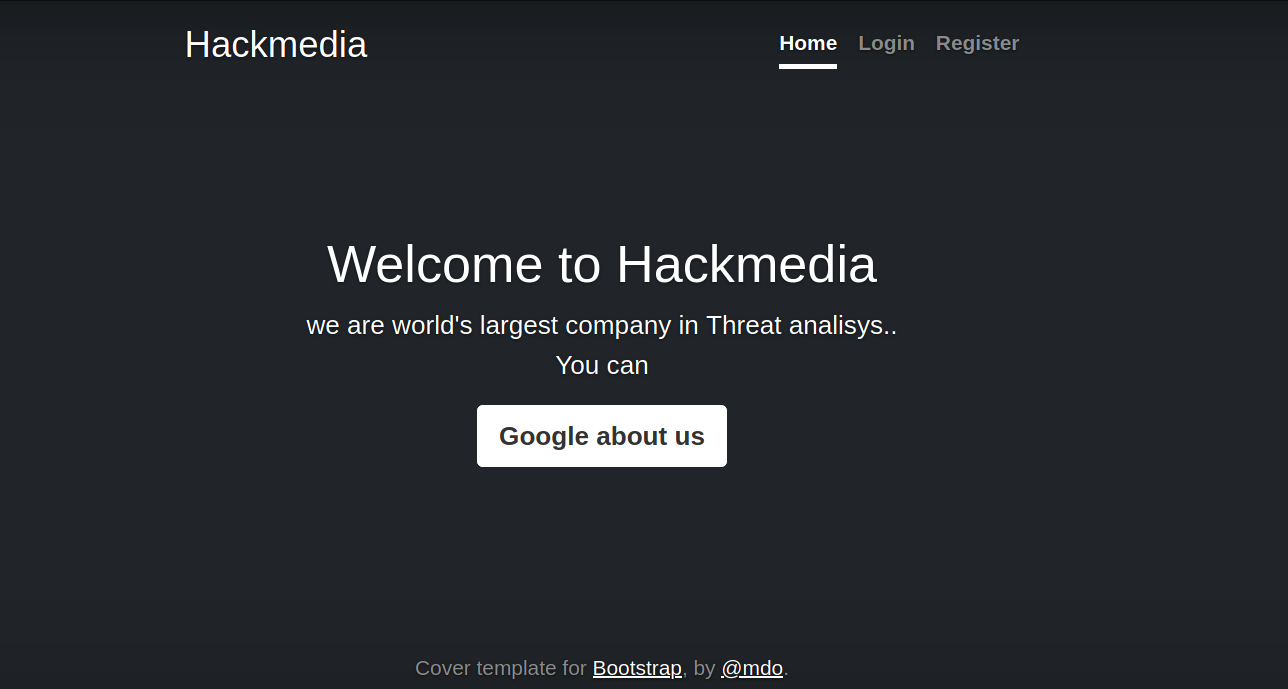 Hackmedia
Home Login Register
Welcome to Hackmedia
we are world's largest company in Threat analisys..
You can
Google about us
Cover template for Bootstrap, by @mdo.